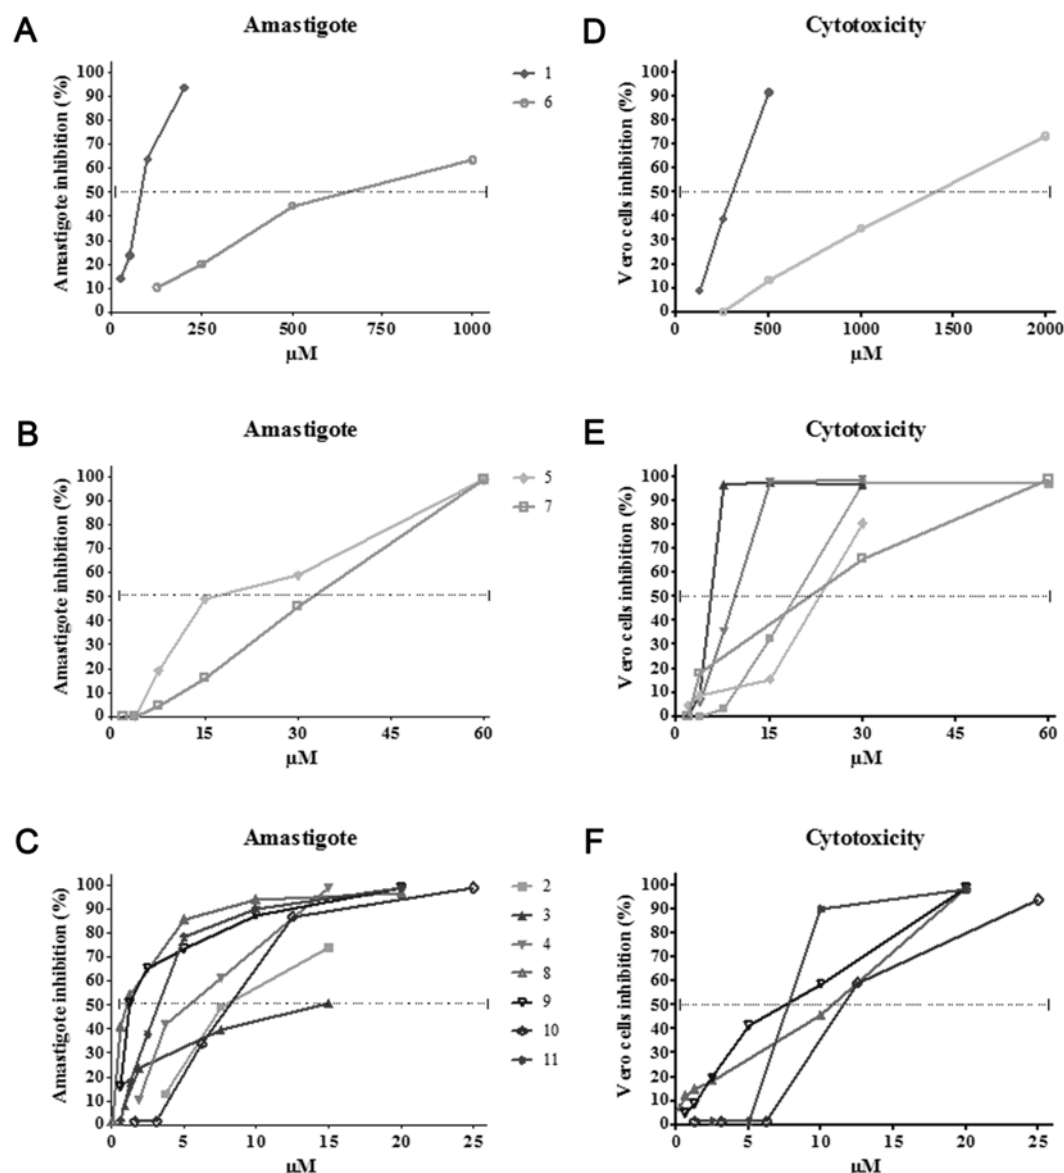 A
Amastigote
Amastigote inhibition (%)
100
90
80
70
60
50
40
30
20
10
0
0 250 500 750 1000
µM
1
6
D
Cytotoxicity
Vero cells inhibition (%)
100
90
80
70
60
50
40
30
20
10
0
0 500 1000 1500 2000
µM
B
Amastigote
Amastigote inhibition (%)
100
90
80
70
60
50
40
30
20
10
0
0 15 30 45 60
µM
5
7
E
Cytotoxicity
Vero cells inhibition (%)
100
90
80
70
60
50
40
30
20
10
0
0 15 30 45 60
µM
C
Amastigote
Amastigote inhibition (%)
100
90
80
70
60
50
40
30
20
10
0
0 5 10 15 20 25
µM
2
3
4
8
9
10
11
F
Cytotoxicity
Vero cells inhibition (%)
100
90
80
70
60
50
40
30
20
10
0
0 5 10 15 20 25
µM